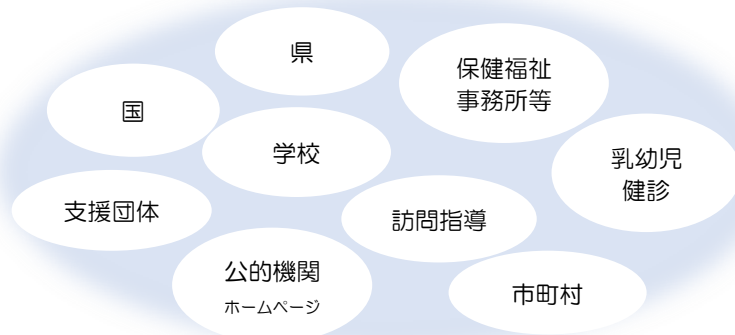 県
保健福祉
事務所等
国
学校
乳幼児
健診
支援団体
訪問指導
公的機関
ホームページ
市町村